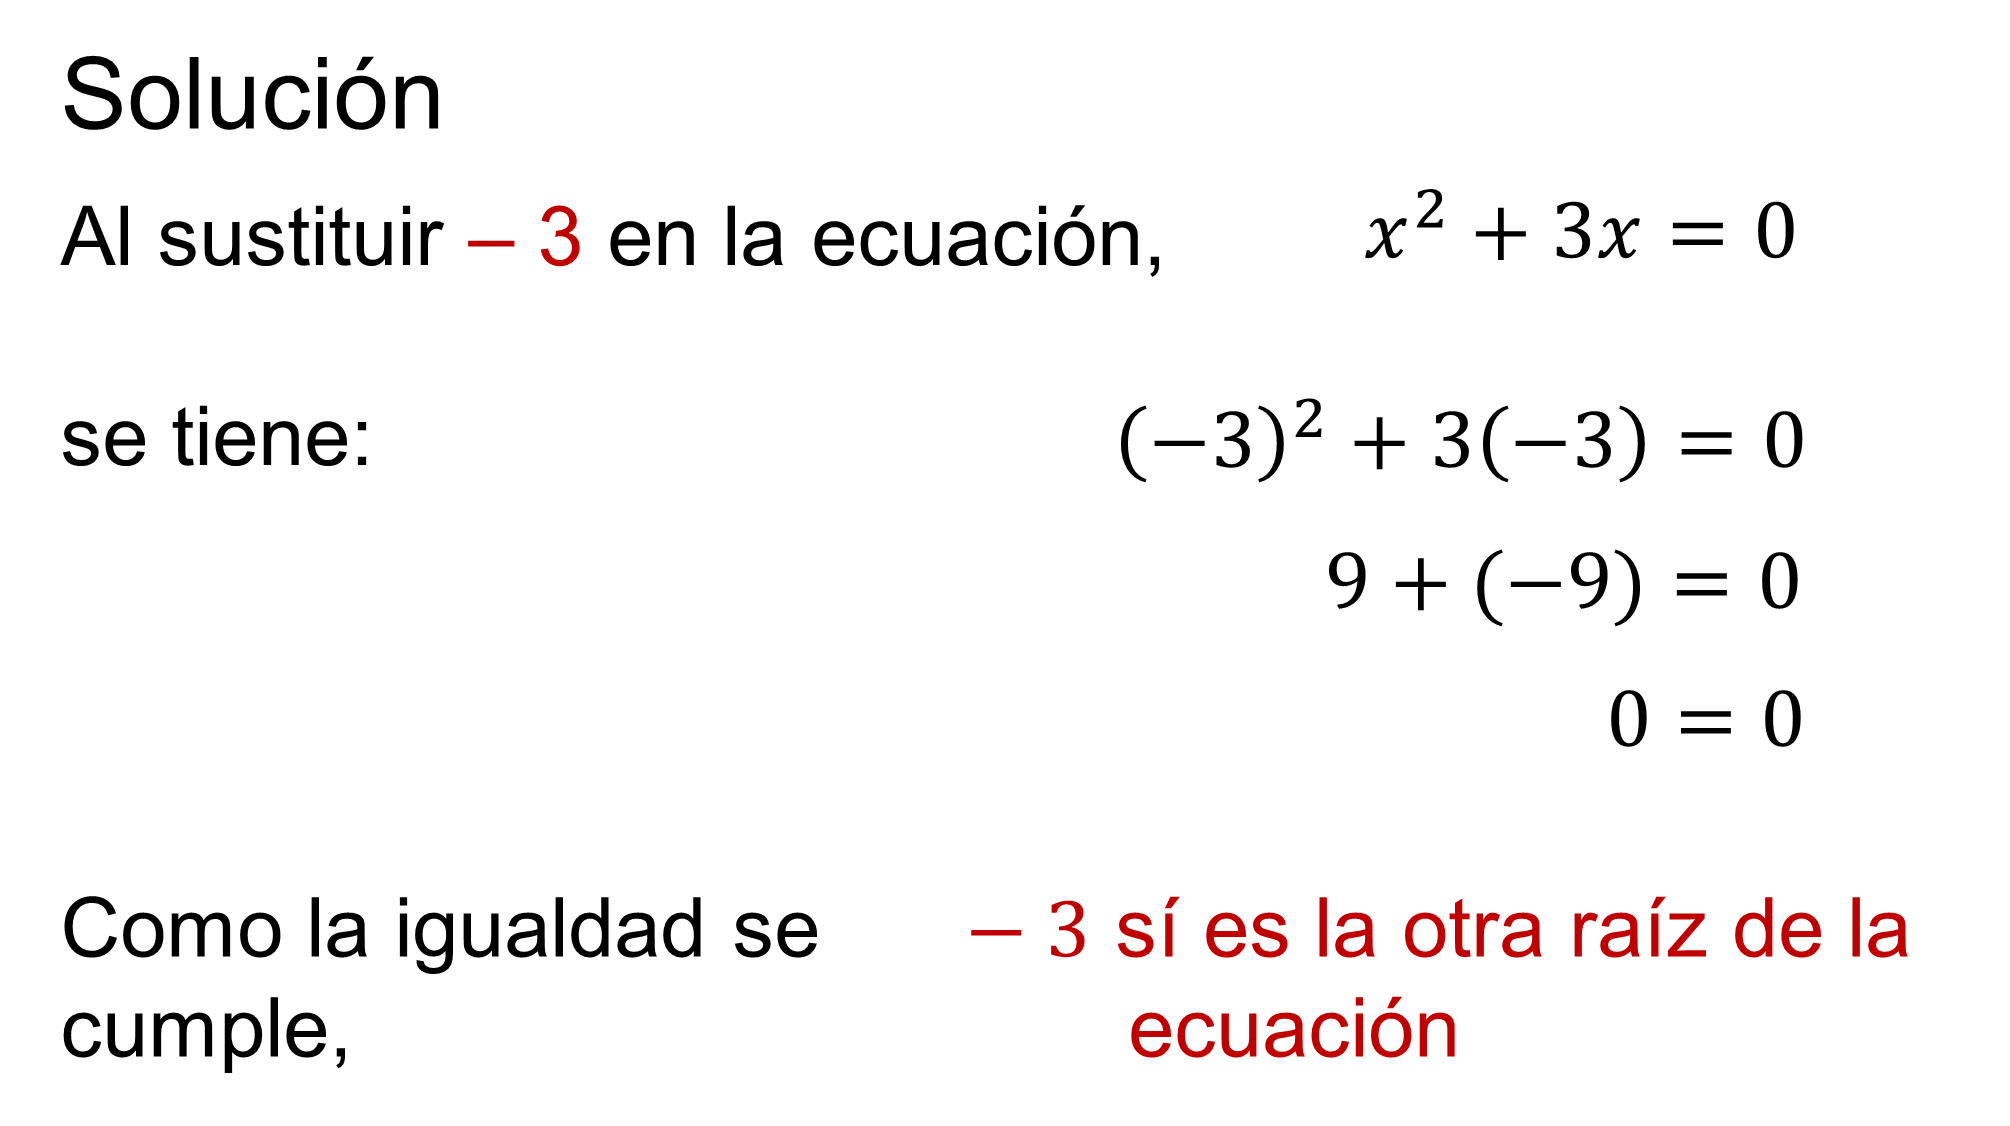 Solución
Al sustituir – 3 en la ecuación, x² + 3x = 0
se tiene: (−3)² + 3(−3) = 0
9 + (−9) = 0
0 = 0
Como la igualdad se − 3 sí es la otra raíz de la
cumple, ecuación